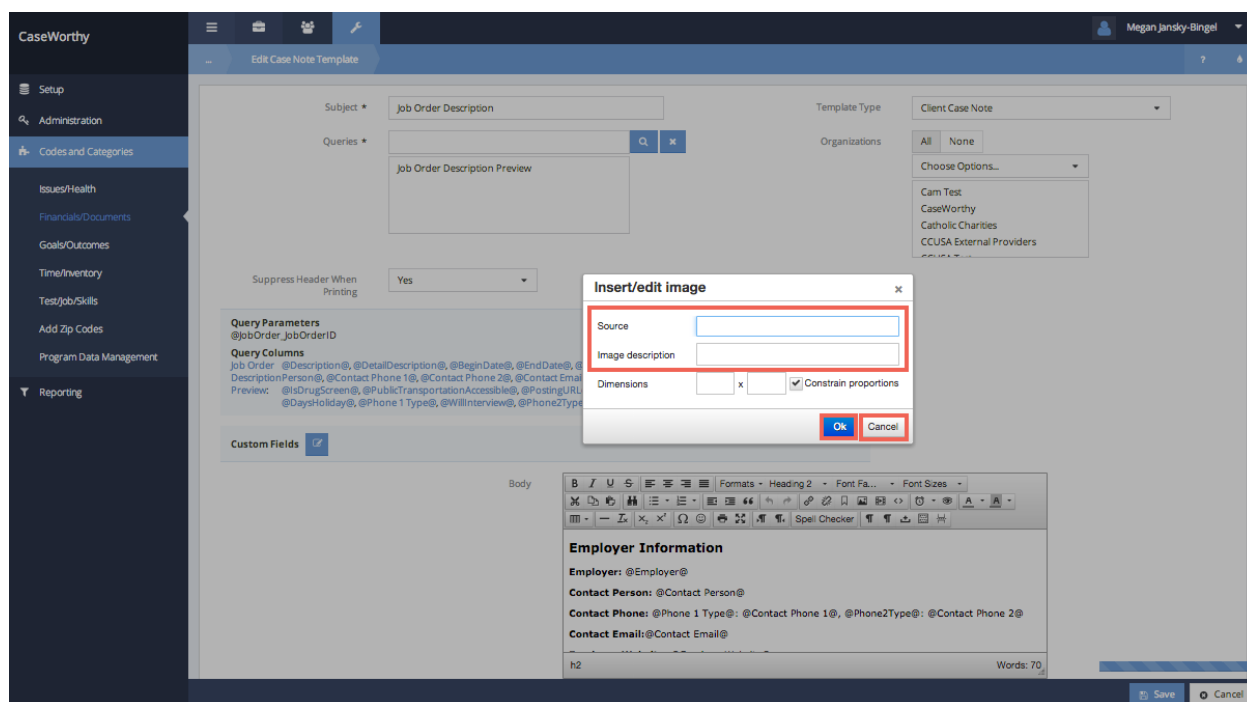 CaseWorthy
Megan Jansky-Bingel
...
Edit Case Note Template
?
Setup
Administration
Codes and Categories
Issues/Health
Financials/Documents
Goals/Outcomes
Time/Inventory
Test/Job/Skills
Add Zip Codes
Program Data Management
Reporting
Subject *
Job Order Description
Template Type
Client Case Note
Queries *
Organizations
All None
Job Order Description Preview
Choose Options...
Cam Test
CaseWorthy
Catholic Charities
CCUSA External Providers
Suppress Header When
Printing
Yes
Insert/edit image
×
Source
Image description
Dimensions
x
Constrain proportions
Ok
Cancel
Query Parameters
@JobOrder_JobOrderID
Query Columns
Job Order @Description@, @DetailDescription@, @BeginDate@, @EndDate@, @
DescriptionPerson@, @Contact Phone 1@, @Contact Phone 2@, @Contact Email
Preview: @IsDrugScreen@, @PublicTransportationAccessible@, @PostingURL
@DaysHoliday@, @Phone 1 Type@, @WillInterview@, @Phone2Type
Custom Fields
Body
B I U S Formats Heading 2 Font Fa... Font Sizes
A A
Ix x₂ x² Ω Spell Checker ¶ ¶
Employer Information
Employer: @Employer@
Contact Person: @Contact Person@
Contact Phone: @Phone 1 Type@: @Contact Phone 1@, @Phone2Type@: @Contact Phone 2@
Contact Email:@Contact Email@
h2
Words: 70
Save
Cancel